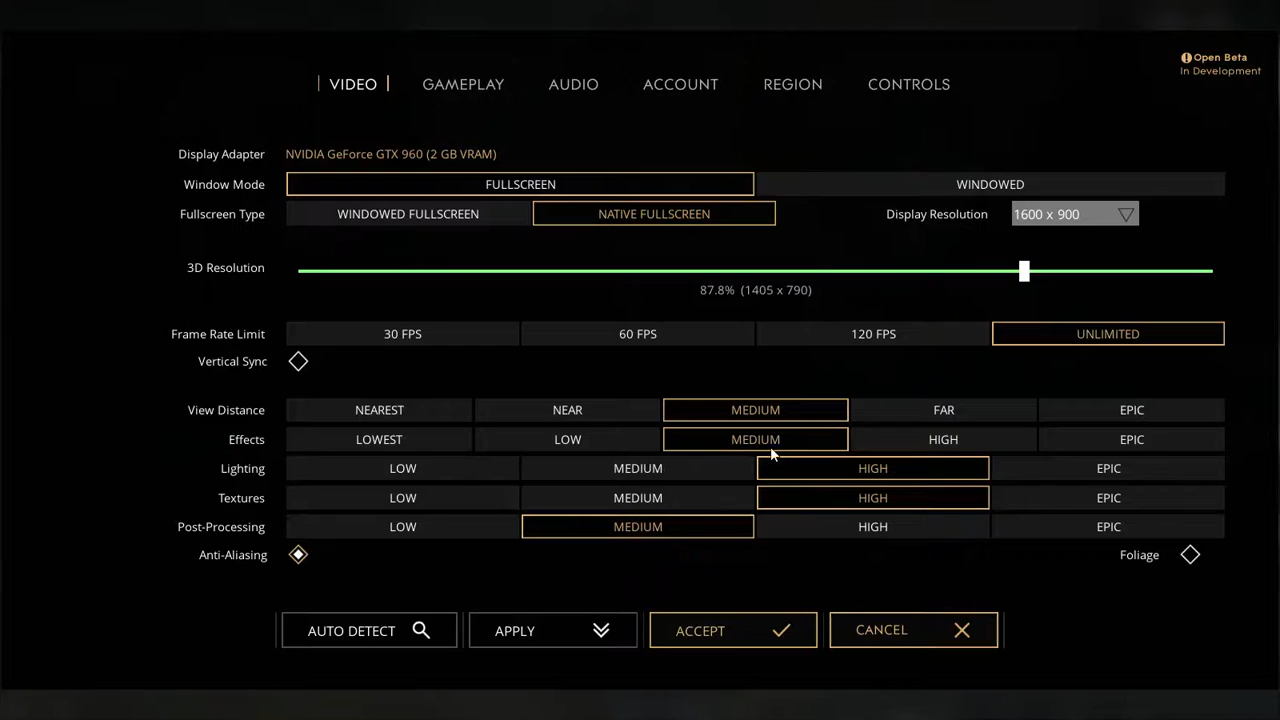 Open Beta
In Development
VIDEO GAMEPLAY AUDIO ACCOUNT REGION CONTROLS
Display Adapter NVIDIA GeForce GTX 960 (2 GB VRAM)
Window Mode FULLSCREEN WINDOWED
Fullscreen Type WINDOWED FULLSCREEN NATIVE FULLSCREEN Display Resolution 1600 x 900
3D Resolution
87.8% (1405 x 790)
Frame Rate Limit 30 FPS 60 FPS 120 FPS UNLIMITED
Vertical Sync
View Distance NEAREST NEAR MEDIUM FAR EPIC
Effects LOWEST LOW MEDIUM HIGH EPIC
Lighting LOW MEDIUM HIGH EPIC
Textures LOW MEDIUM HIGH EPIC
Post-Processing LOW MEDIUM HIGH EPIC
Anti-Aliasing Foliage
AUTO DETECT APPLY ACCEPT CANCEL